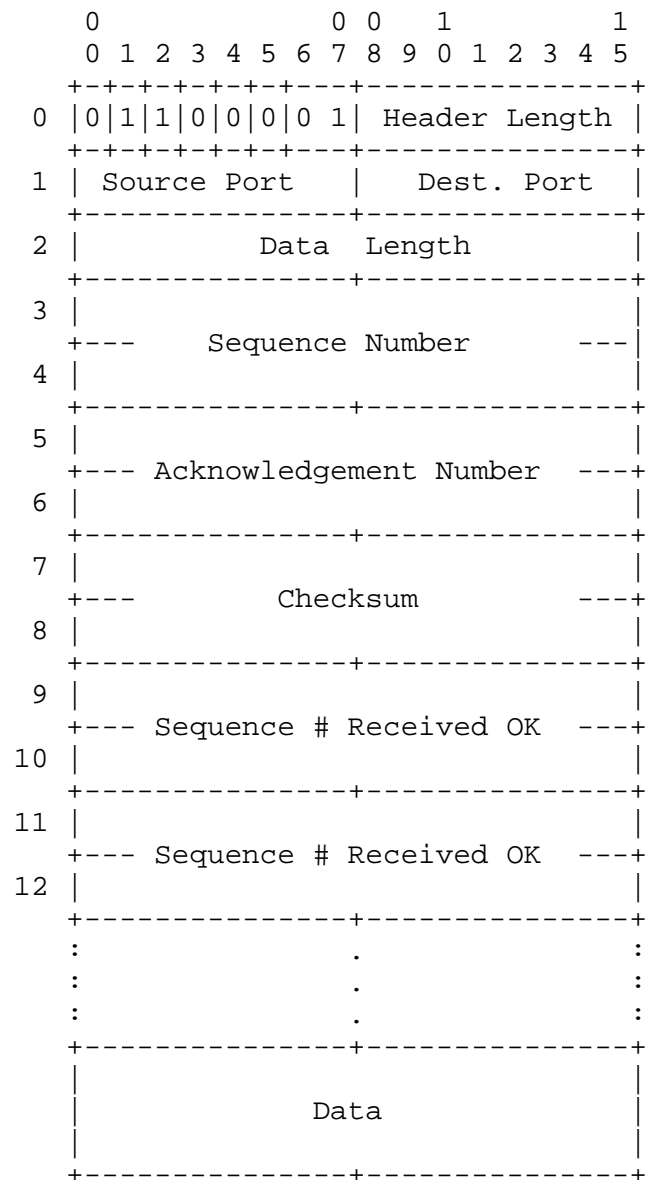 0             0 0   1         1
 0 1 2 3 4 5 6 7 8 9 0 1 2 3 4 5
+-+-+-+-+-+-+---+---------------+
0 |0|1|1|0|0|0|0 1| Header Length |
+-+-+-+-+-+-+---+---------------+
1 | Source Port | Dest. Port |
+---------------+---------------+
2 | Data Length |
+---------------+---------------+
3 | |
+--- Sequence Number ---|
4 | |
+---------------+---------------+
5 | |
+--- Acknowledgement Number ---+
6 | |
+---------------+---------------+
7 | |
+--- Checksum ---+
8 | |
+---------------+---------------+
9 | |
+--- Sequence # Received OK ---+
10 | |
+---------------+---------------+
11 | |
+--- Sequence # Received OK ---+
12 | |
+---------------+---------------+
: . :
: . :
: . :
+---------------+---------------+
| |
| Data |
| |
+---------------+---------------+